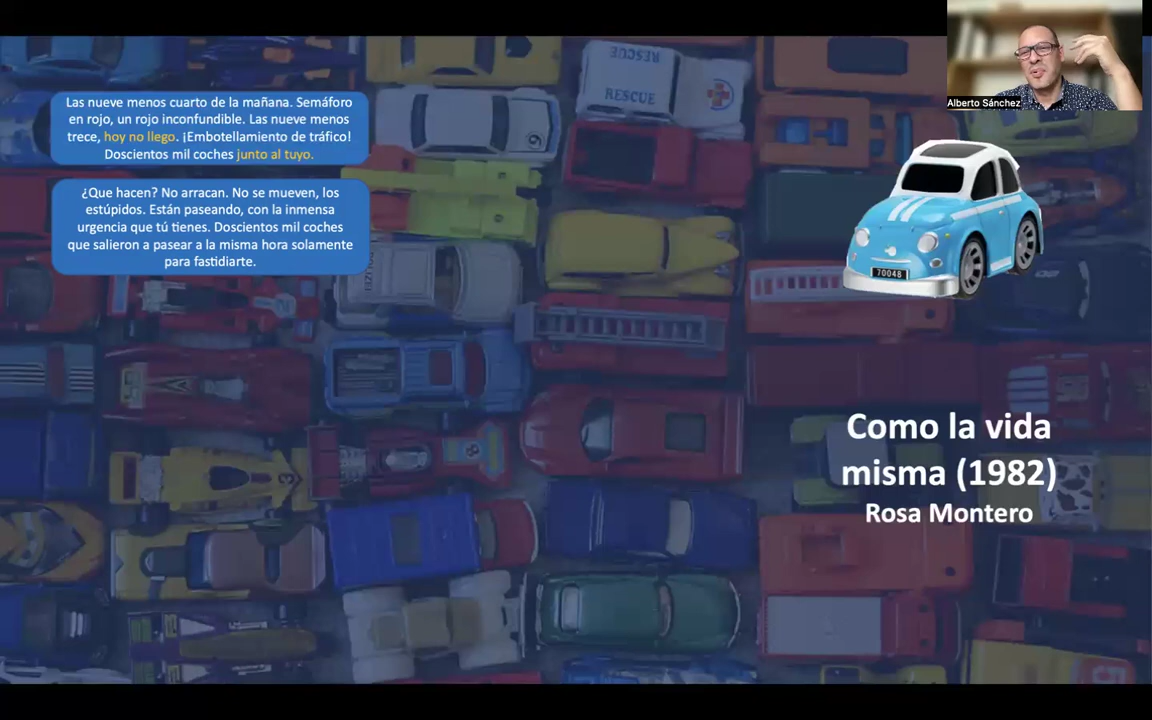 Las nueve menos cuarto de la mañana. Semáforo
en rojo, un rojo inconfundible. Las nueve menos
trece, hoy no llego. ¡Embotellamiento de tráfico!
Doscientos mil coches junto al tuyo.
¿Que hacen? No arracan. No se mueven, los
estúpidos. Están paseando, con la inmensa
urgencia que tú tienes. Doscientos mil coches
que salieron a pasear a la misma hora solamente
para fastidiarte.
RESCUE
RESCUE
Alberto Sánchez
70048
Como la vida
misma (1982)
Rosa Montero